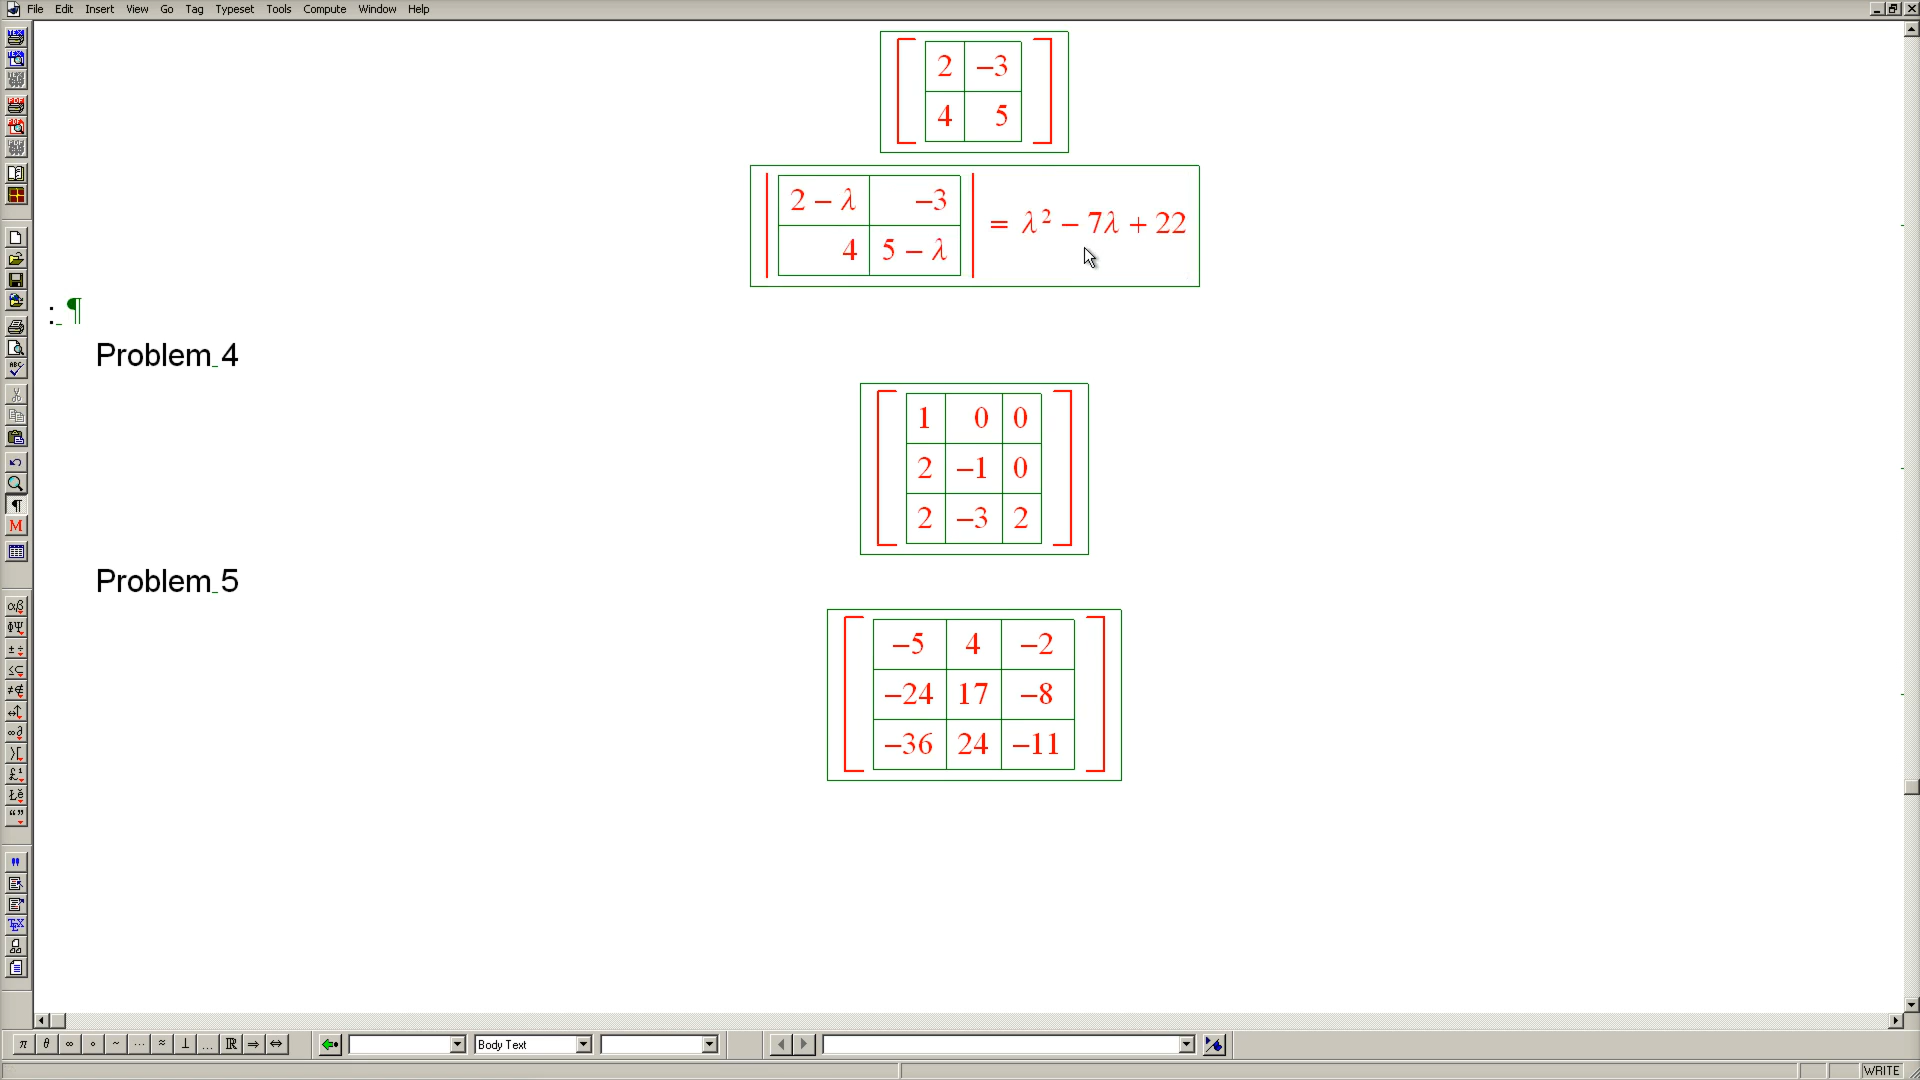 File Edit Insert View Go Tag Typeset Tools Compute Window Help
2 −3
4 5
2 − λ −3
4 5 − λ
= λ² − 7λ + 22
:
Problem 4
1 0 0
2 −1 0
2 −3 2
Problem 5
−5 4 −2
−24 17 −8
−36 24 −11
π θ ∞ ∘ ~ ⋯ ≈ ⊥ … ℝ ⇒ ⇔ Body Text
WRITE